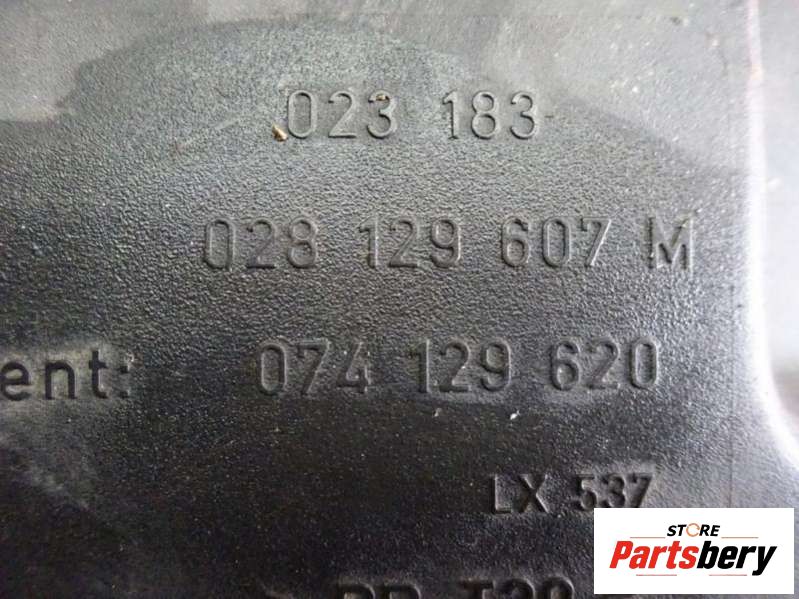 023 183
028 129 607 M
ent: 074 129 620
LX 537
STORE
Partsbery